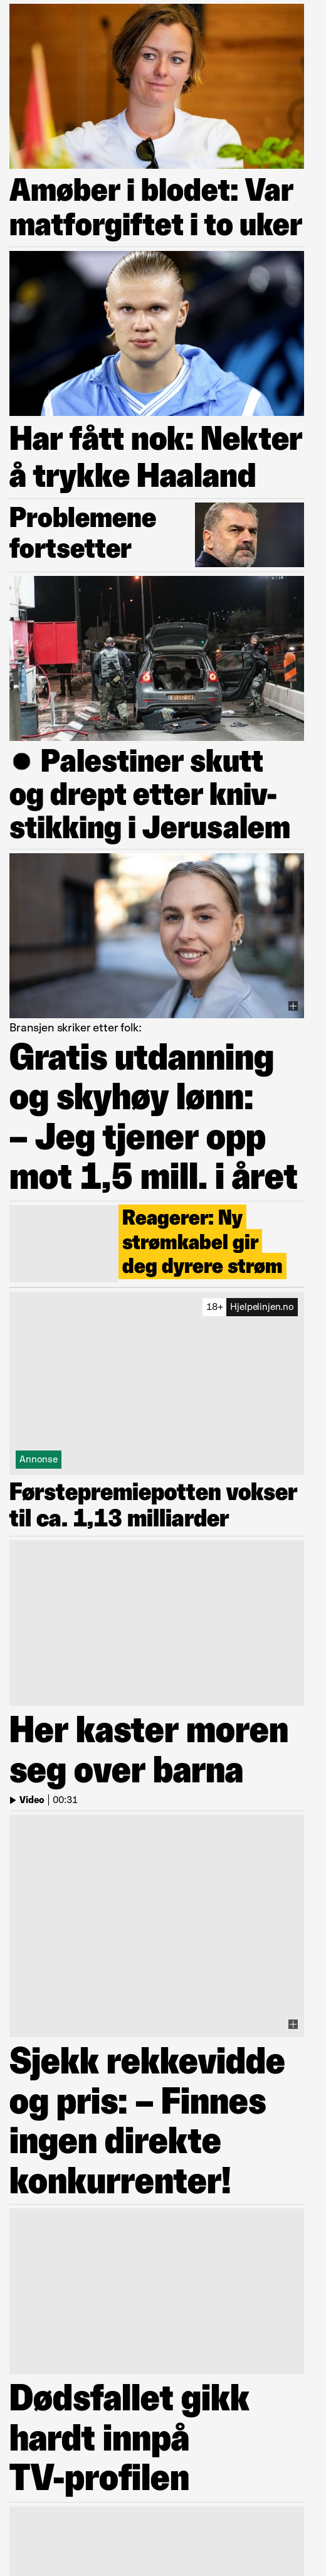 Amøber i blodet: Var
matforgiftet i to uker
Har fått nok: Nekter
å trykke Haaland
Problemene
fortsetter
Palestiner skutt
og drept etter kniv-
stikking i Jerusalem
Bransjen skriker etter folk:
Gratis utdanning
og skyhøy lønn:
– Jeg tjener opp
mot 1,5 mill. i året
Reagerer: Ny
strømkabel gir
deg dyrere strøm
18+ Hjelpelinjen.no
Annonse
Førstepremiepotten vokser
til ca. 1,13 milliarder
Her kaster moren
seg over barna
Video | 00:31
Sjekk rekkevidde
og pris: – Finnes
ingen direkte
konkurrenter!
Dødsfallet gikk
hardt innpå
TV-profilen